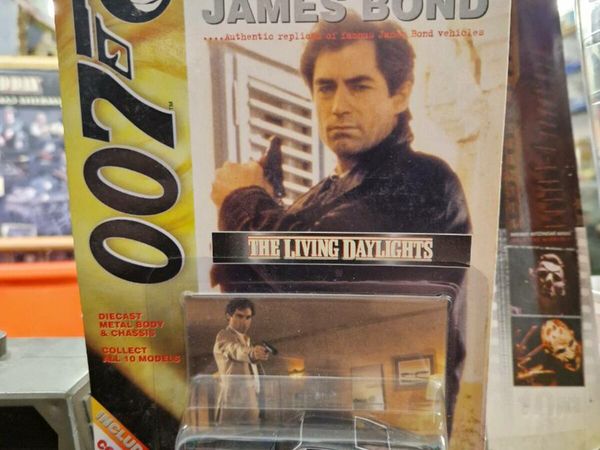 007
JAMES BOND
....Authentic replicas of famous James Bond vehicles
THE LIVING DAYLIGHTS
DIECAST
METAL BODY
& CHASSIS
COLLECT
ALL 10 MODELS